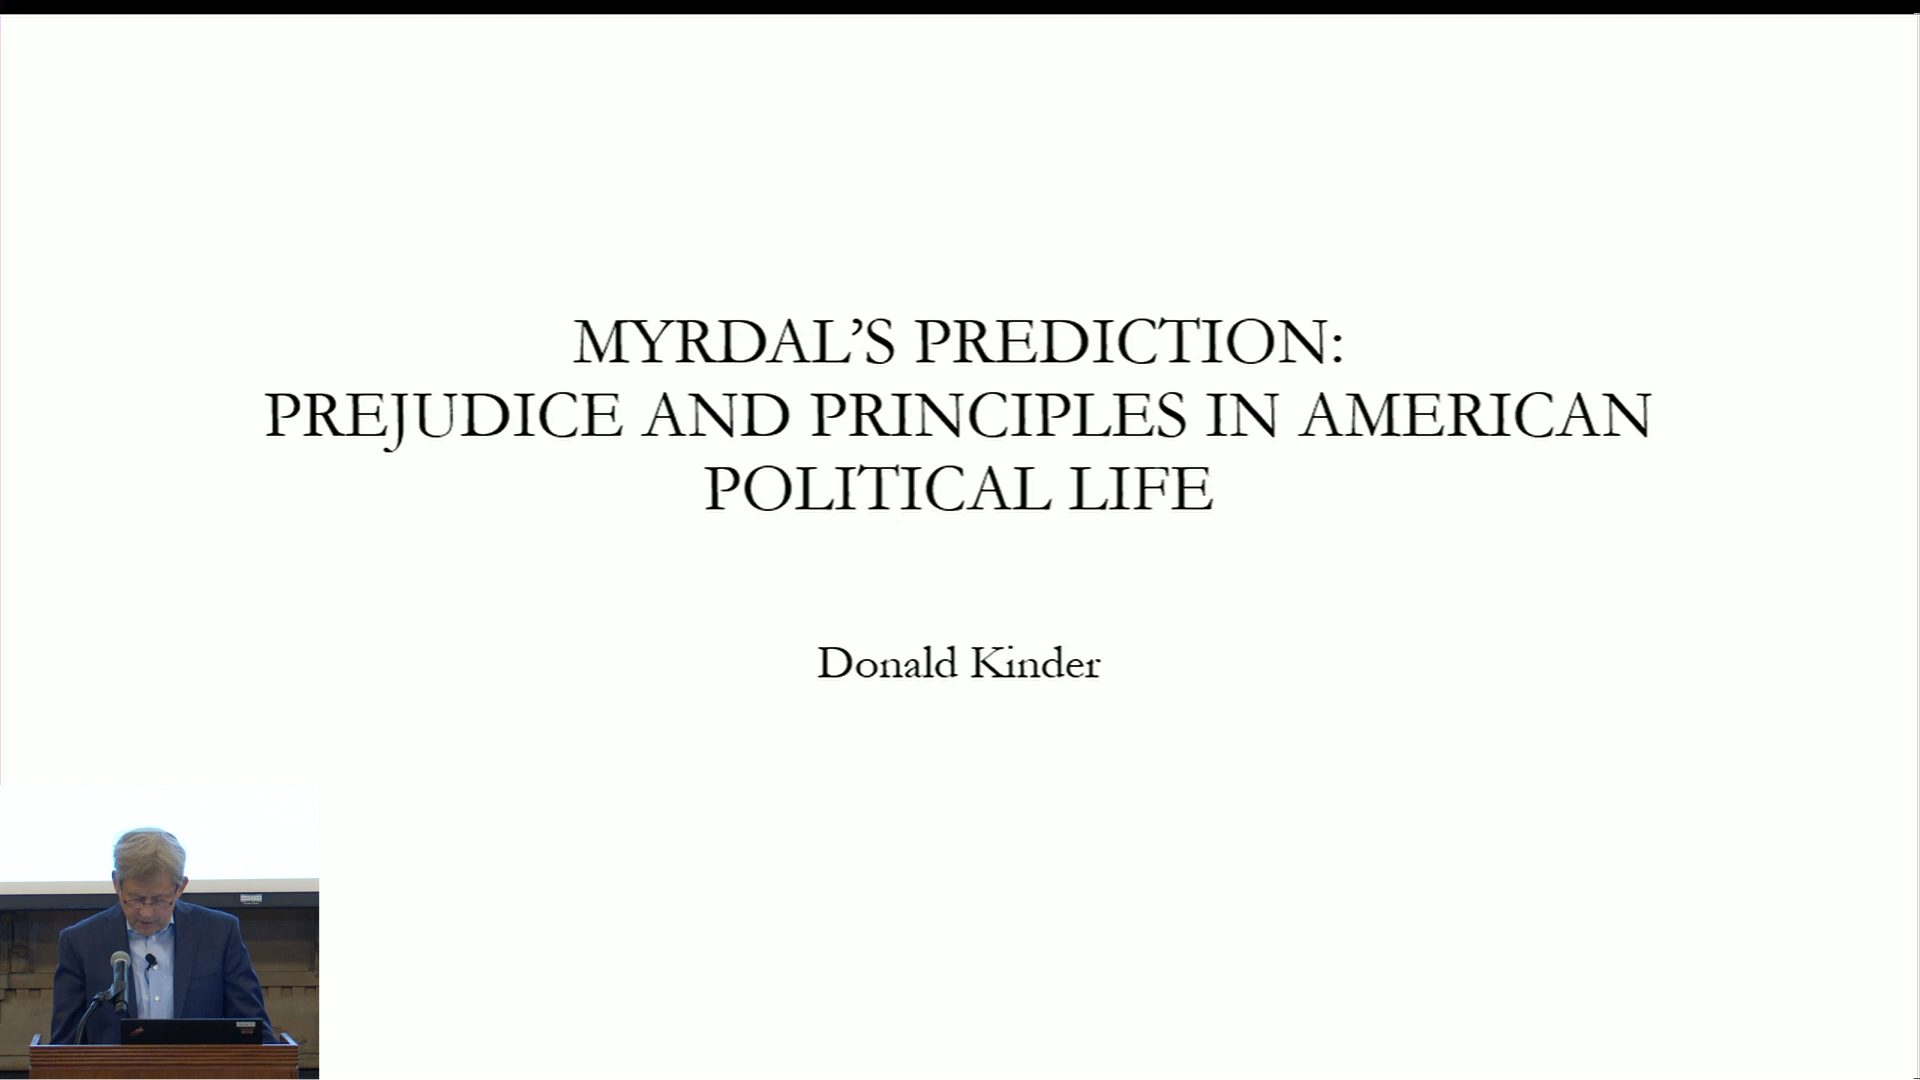 MYRDAL’S PREDICTION:
PREJUDICE AND PRINCIPLES IN AMERICAN
POLITICAL LIFE
Donald Kinder